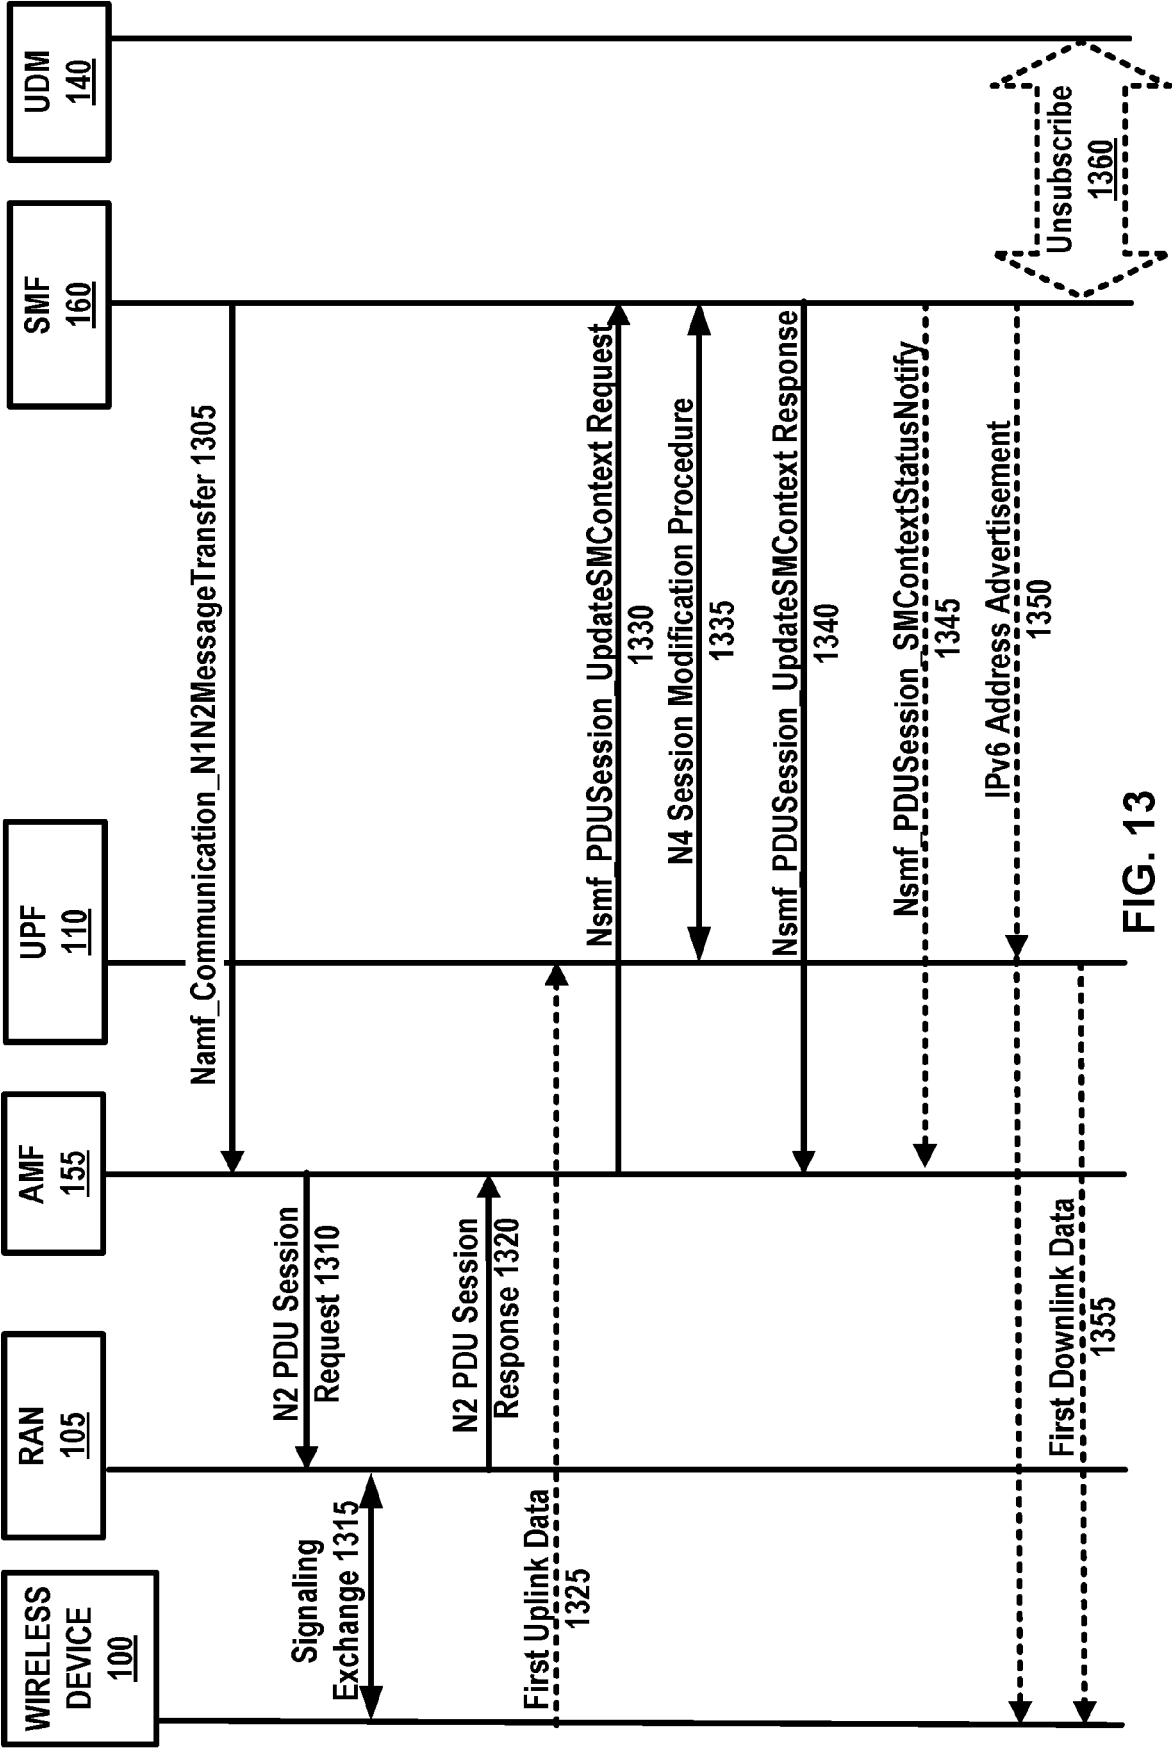 WIRELESS
DEVICE
100
RAN
105
AMF
155
UPF
110
SMF
160
UDM
140
Namf_Communication_N1N2MessageTransfer 1305
N2 PDU Session
Request 1310
Signaling
Exchange 1315
N2 PDU Session
Response 1320
First Uplink Data
1325
Nsmf_PDUSession_UpdateSMContext Request
1330
N4 Session Modification Procedure
1335
Nsmf_PDUSession_UpdateSMContext Response
1340
Nsmf_PDUSession_SMContextStatusNotify
1345
IPv6 Address Advertisement
1350
First Downlink Data
1355
Unsubscribe
1360
FIG. 13